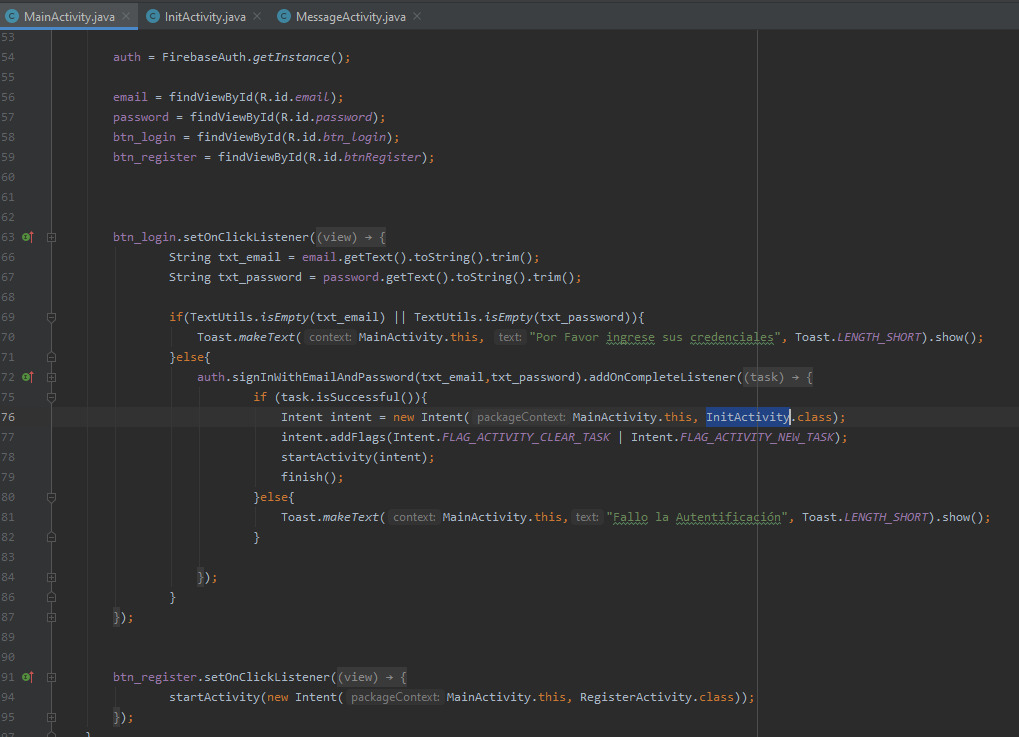 MainActivity.java InitActivity.java MessageActivity.java
53
54 auth = FirebaseAuth.getInstance();
55
56 email = findViewById(R.id.email);
57 password = findViewById(R.id.password);
58 btn_login = findViewById(R.id.btn_login);
59 btn_register = findViewById(R.id.btnRegister);
60
61
62
63 btn_login.setOnClickListener((view) → {
66 String txt_email = email.getText().toString().trim();
67 String txt_password = password.getText().toString().trim();
68
69 if(TextUtils.isEmpty(txt_email) || TextUtils.isEmpty(txt_password)){
70 Toast.makeText( context: MainActivity.this, text: "Por Favor ingrese sus credenciales", Toast.LENGTH_SHORT).show();
71 }else{
72 auth.signInWithEmailAndPassword(txt_email,txt_password).addOnCompleteListener((task) → {
75 if (task.isSuccessful()){
76 Intent intent = new Intent( packageContext: MainActivity.this, InitActivity.class);
77 intent.addFlags(Intent.FLAG_ACTIVITY_CLEAR_TASK | Intent.FLAG_ACTIVITY_NEW_TASK);
78 startActivity(intent);
79 finish();
80 }else{
81 Toast.makeText( context: MainActivity.this, text: "Fallo la Autentificación", Toast.LENGTH_SHORT).show();
82 }
83
84 });
86 }
87 });
89
90
91 btn_register.setOnClickListener((view) → {
94 startActivity(new Intent( packageContext: MainActivity.this, RegisterActivity.class));
95 });